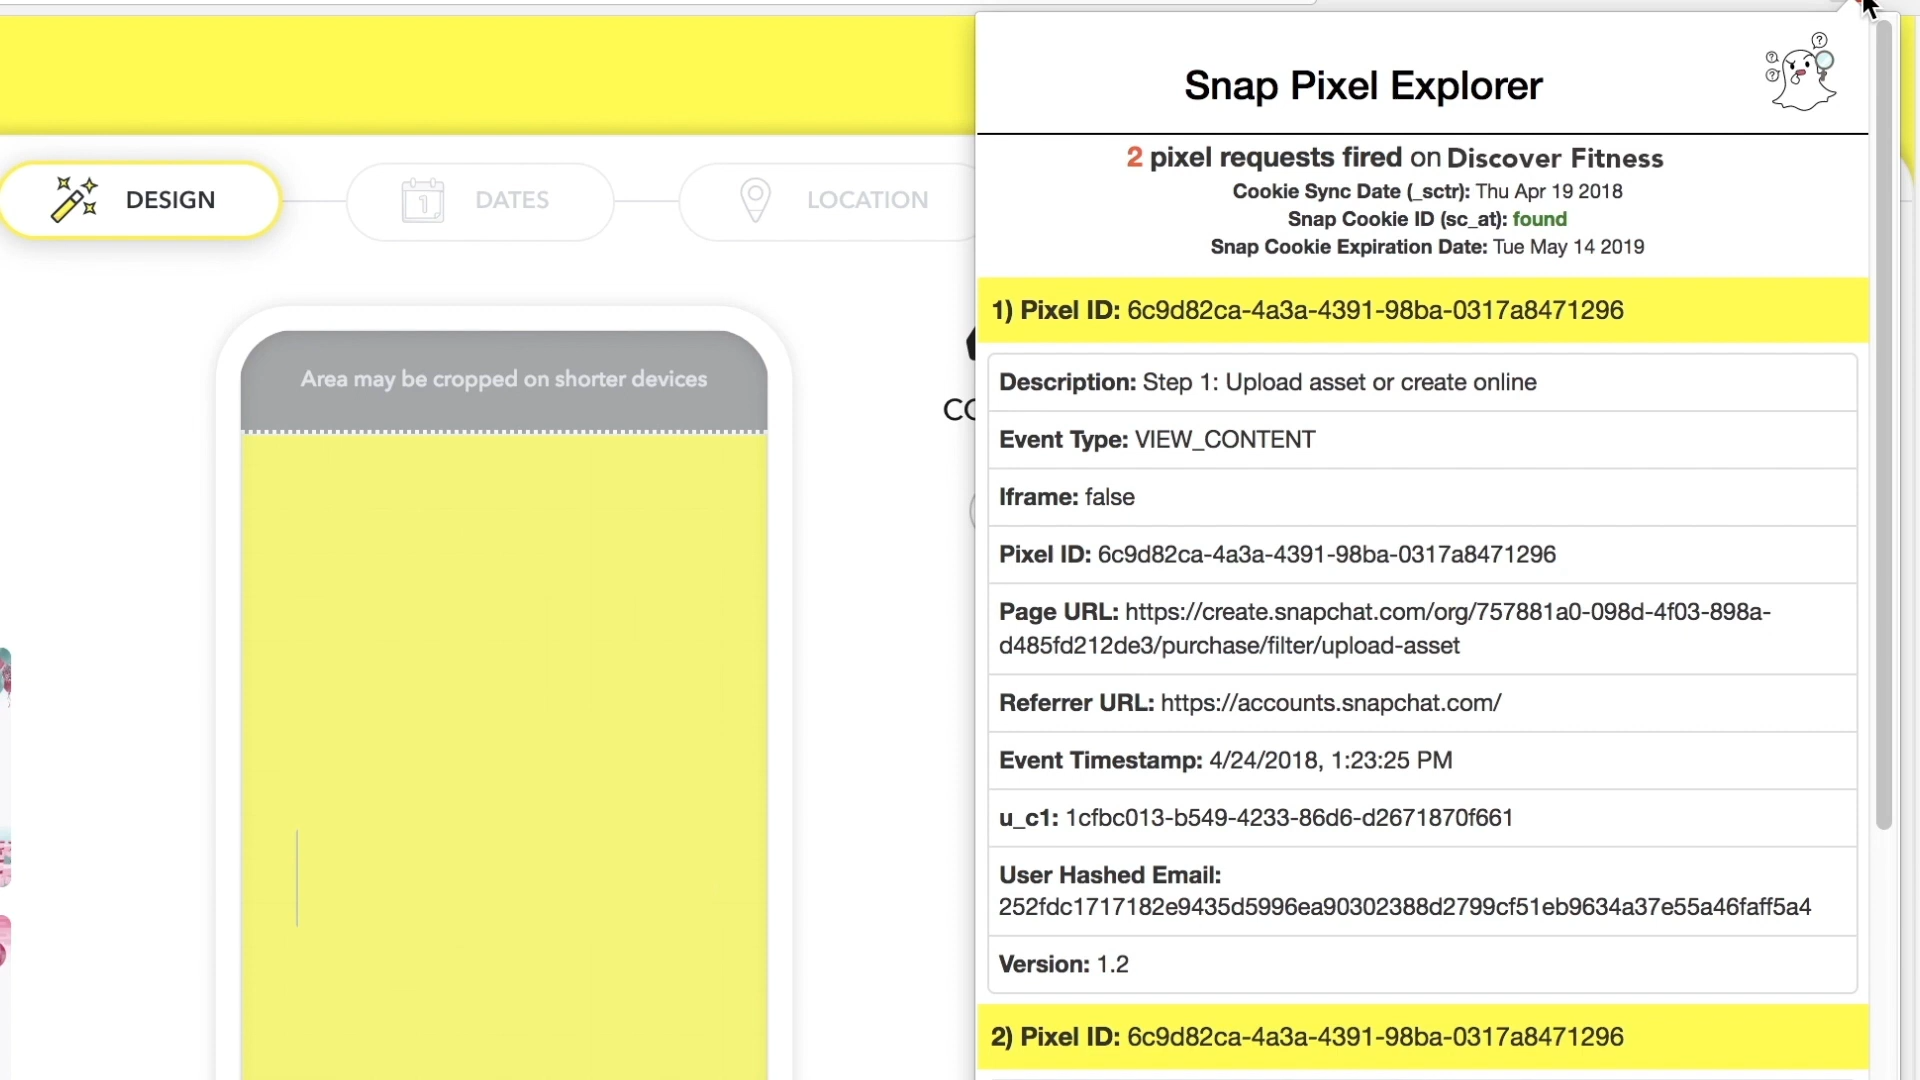 Snap Pixel Explorer
2 pixel requests fired on Discover Fitness
Cookie Sync Date (_sctr): Thu Apr 19 2018
Snap Cookie ID (sc_at): found
Snap Cookie Expiration Date: Tue May 14 2019
DESIGN
1
DATES
LOCATION
Area may be cropped on shorter devices
1) Pixel ID: 6c9d82ca-4a3a-4391-98ba-0317a8471296
Description: Step 1: Upload asset or create online
Event Type: VIEW_CONTENT
Iframe: false
Pixel ID: 6c9d82ca-4a3a-4391-98ba-0317a8471296
Page URL: https://create.snapchat.com/org/757881a0-098d-4f03-898a-
d485fd212de3/purchase/filter/upload-asset
Referrer URL: https://accounts.snapchat.com/
Event Timestamp: 4/24/2018, 1:23:25 PM
u_c1: 1cfbc013-b549-4233-86d6-d2671870f661
User Hashed Email:
252fdc1717182e9435d5996ea90302388d2799cf51eb9634a37e55a46faff5a4
Version: 1.2
2) Pixel ID: 6c9d82ca-4a3a-4391-98ba-0317a8471296